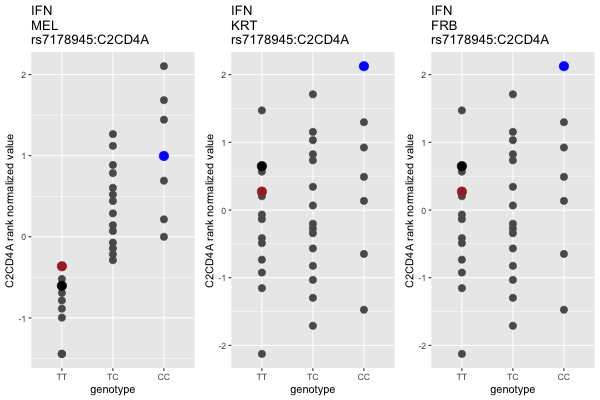 IFN
MEL
rs7178945:C2CD4A
C2CD4A rank normalized value
2
1
0
-1
TT TC CC
genotype
IFN
KRT
rs7178945:C2CD4A
C2CD4A rank normalized value
2
1
0
-1
-2
TT TC CC
genotype
IFN
FRB
rs7178945:C2CD4A
C2CD4A rank normalized value
2
1
0
-1
-2
TT TC CC
genotype